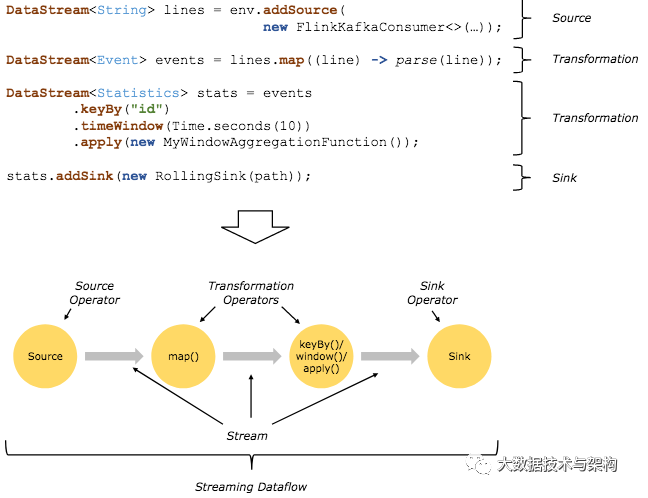 DataStream<String> lines = env.addSource(
new FlinkKafkaConsumer<>(…));
Source
DataStream<Event> events = lines.map((line) -> parse(line));
Transformation
DataStream<Statistics> stats = events
.keyBy("id")
.timeWindow(Time.seconds(10))
.apply(new MyWindowAggregationFunction());
Transformation
stats.addSink(new RollingSink(path));
Sink
Source
Operator
Transformation
Operators
Sink
Operator
Source
map()
keyBy()/
window()/
apply()
Sink
Stream
大数据技术与架构
Streaming Dataflow